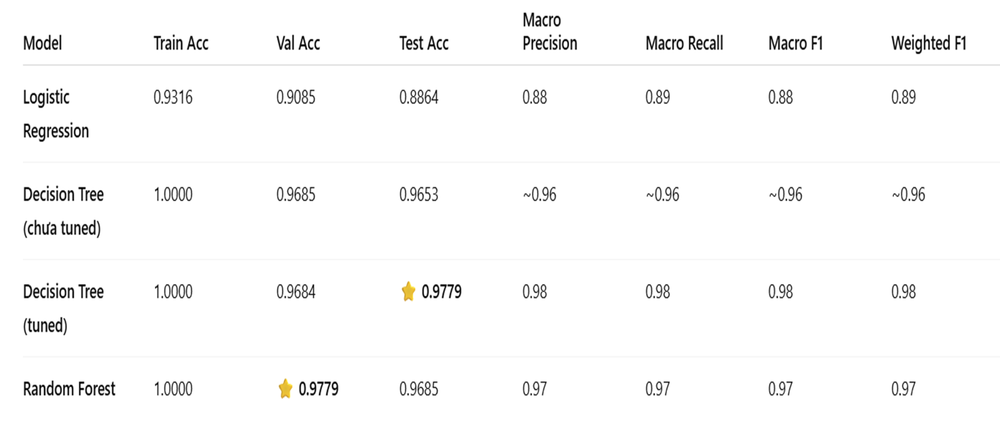 Model Train Acc Val Acc Test Acc Macro Precision Macro Recall Macro F1 Weighted F1
Logistic Regression 0.9316 0.9085 0.8864 0.88 0.89 0.88 0.89
Decision Tree (chưa tuned) 1.0000 0.9685 0.9653 ~0.96 ~0.96 ~0.96 ~0.96
Decision Tree (tuned) 1.0000 0.9684 ⭐ 0.9779 0.98 0.98 0.98 0.98
Random Forest 1.0000 ⭐ 0.9779 0.9685 0.97 0.97 0.97 0.97